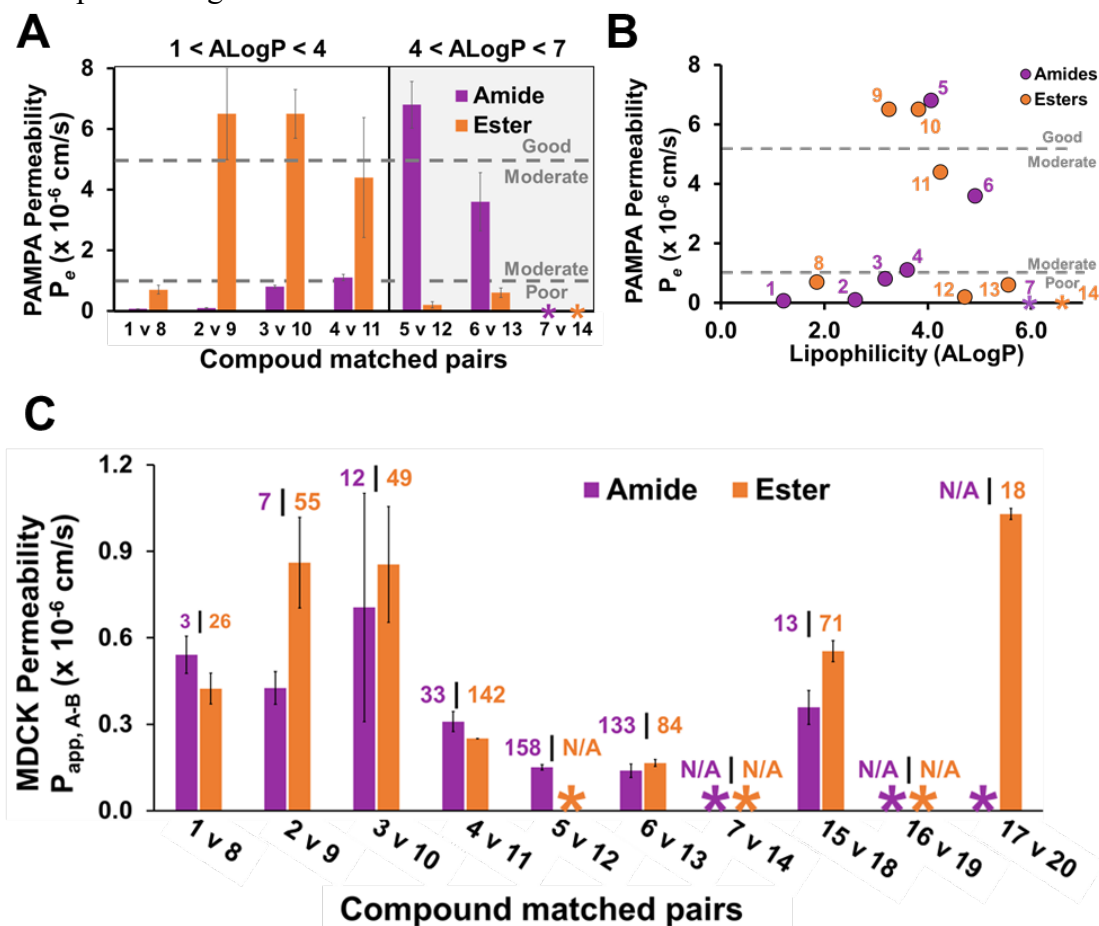 A
1 < ALogP < 4
4 < ALogP < 7
PAMPA Permeability
Pe (x 10-6 cm/s)
8
6
4
2
0
Amide
Ester
Good
Moderate
Moderate
Poor
* *
1 v 8 2 v 9 3 v 10 4 v 11 5 v 12 6 v 13 7 v 14
Compoud matched pairs
B
PAMPA Permeability
Pe (x 10-6 cm/s)
8
6
4
2
0
Amides
Esters
9
5
10
Good
Moderate
11
6
8
3
4
Moderate
Poor
1
2
12
13
7
14
* *
0.0 2.0 4.0 6.0
Lipophilicity (ALogP)
C
MDCK Permeability
Papp, A-B (x 10-6 cm/s)
1.2
0.9
0.6
0.3
0.0
Amide
Ester
3 | 26
7 | 55
12 | 49
33 | 142
158 | N/A
133 | 84
N/A | N/A
13 | 71
N/A | N/A
N/A | 18
* * * * * *
1 v 8 2 v 9 3 v 10 4 v 11 5 v 12 6 v 13 7 v 14 15 v 18 16 v 19 17 v 20
Compound matched pairs